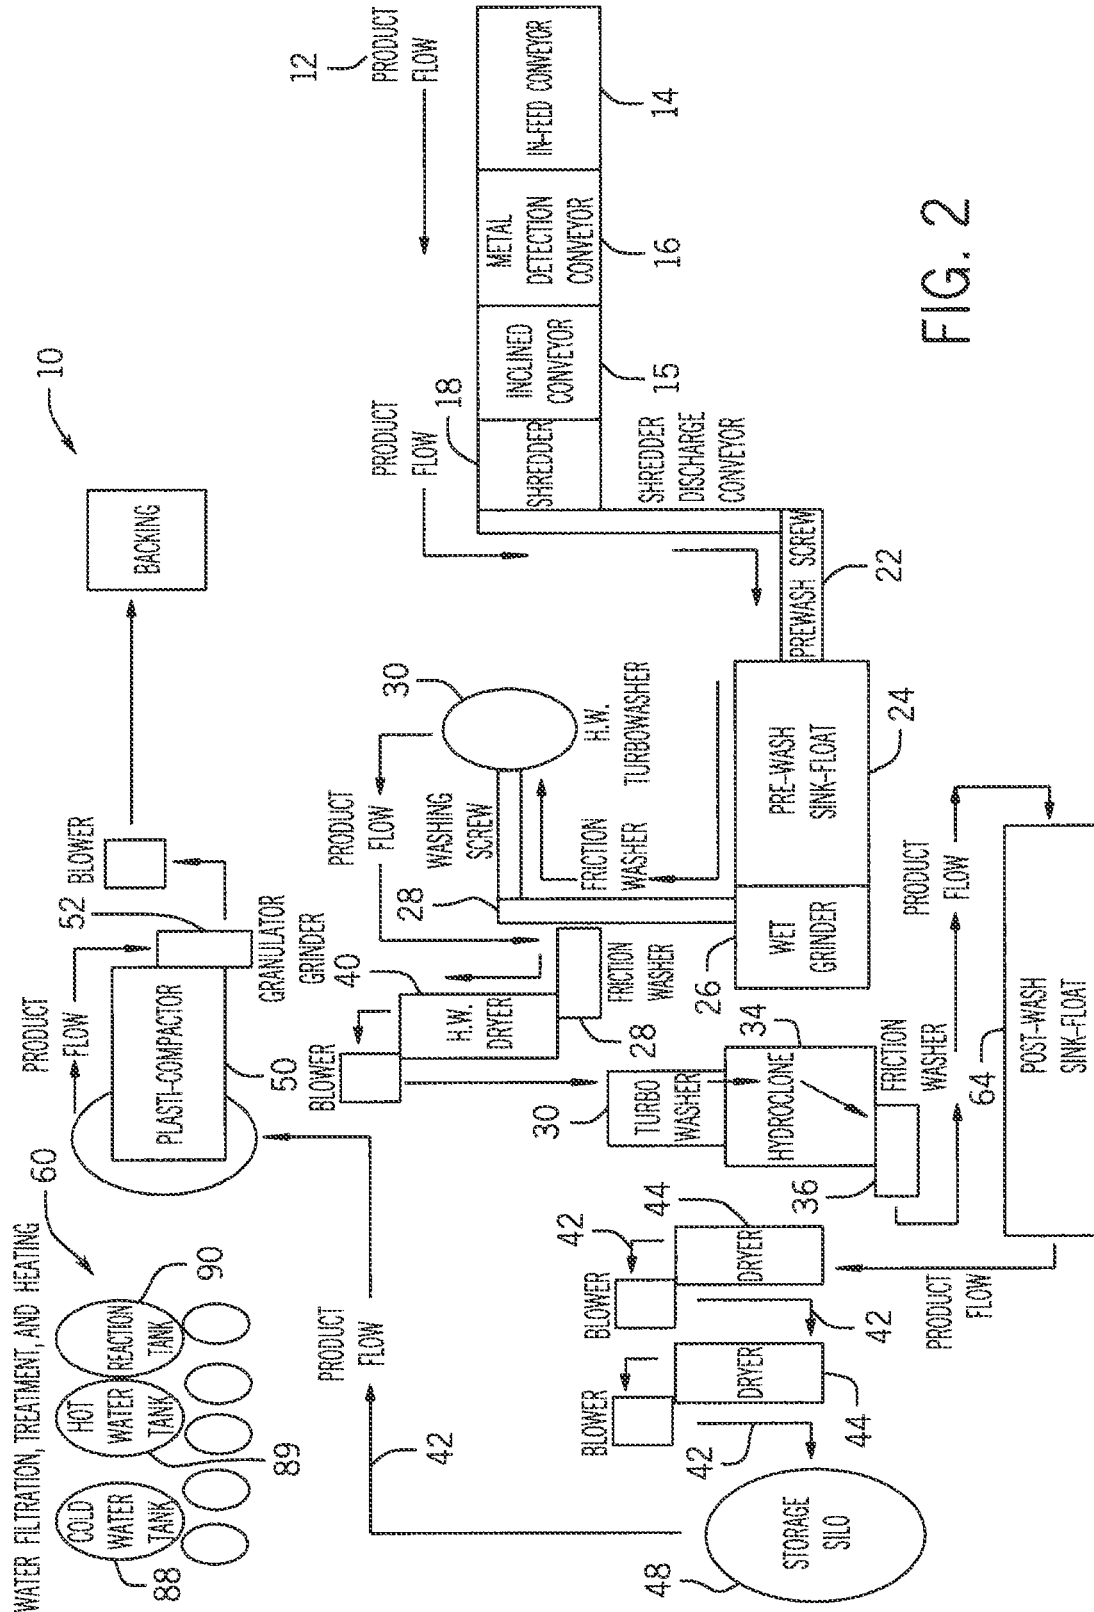 WATER FILTRATION, TREATMENT, AND HEATING
60
COLD
WATER
TANK
88
HOT
WATER
TANK
89
REACTION
TANK
90
PRODUCT
FLOW
PLASTI-COMPACTOR
50
GRANULATOR
GRINDER
52
BLOWER
BACKING
10
PRODUCT
FLOW
42
BLOWER
H.W.
DRYER
40
FRICTION
WASHER
28
PRODUCT
FLOW
WASHING
SCREW
28
30
H.W.
TURBOWASHER
FRICTION
WASHER
12
PRODUCT
FLOW
PRODUCT
FLOW
18
SHREDDER
INCLINED
CONVEYOR
15
METAL
DETECTION
CONVEYOR
16
IN-FEED CONVEYOR
14
SHREDDER
DISCHARGE
CONVEYOR
PREWASH SCREW
22
PRE-WASH
SINK-FLOAT
24
WET
GRINDER
26
30
TURBO
WASHER
HYDROCLONE
34
36
FRICTION
WASHER
PRODUCT
FLOW
64
POST-WASH
SINK-FLOAT
PRODUCT
FLOW
BLOWER
42
DRYER
44
42
BLOWER
DRYER
44
42
STORAGE
SILO
48
FIG. 2